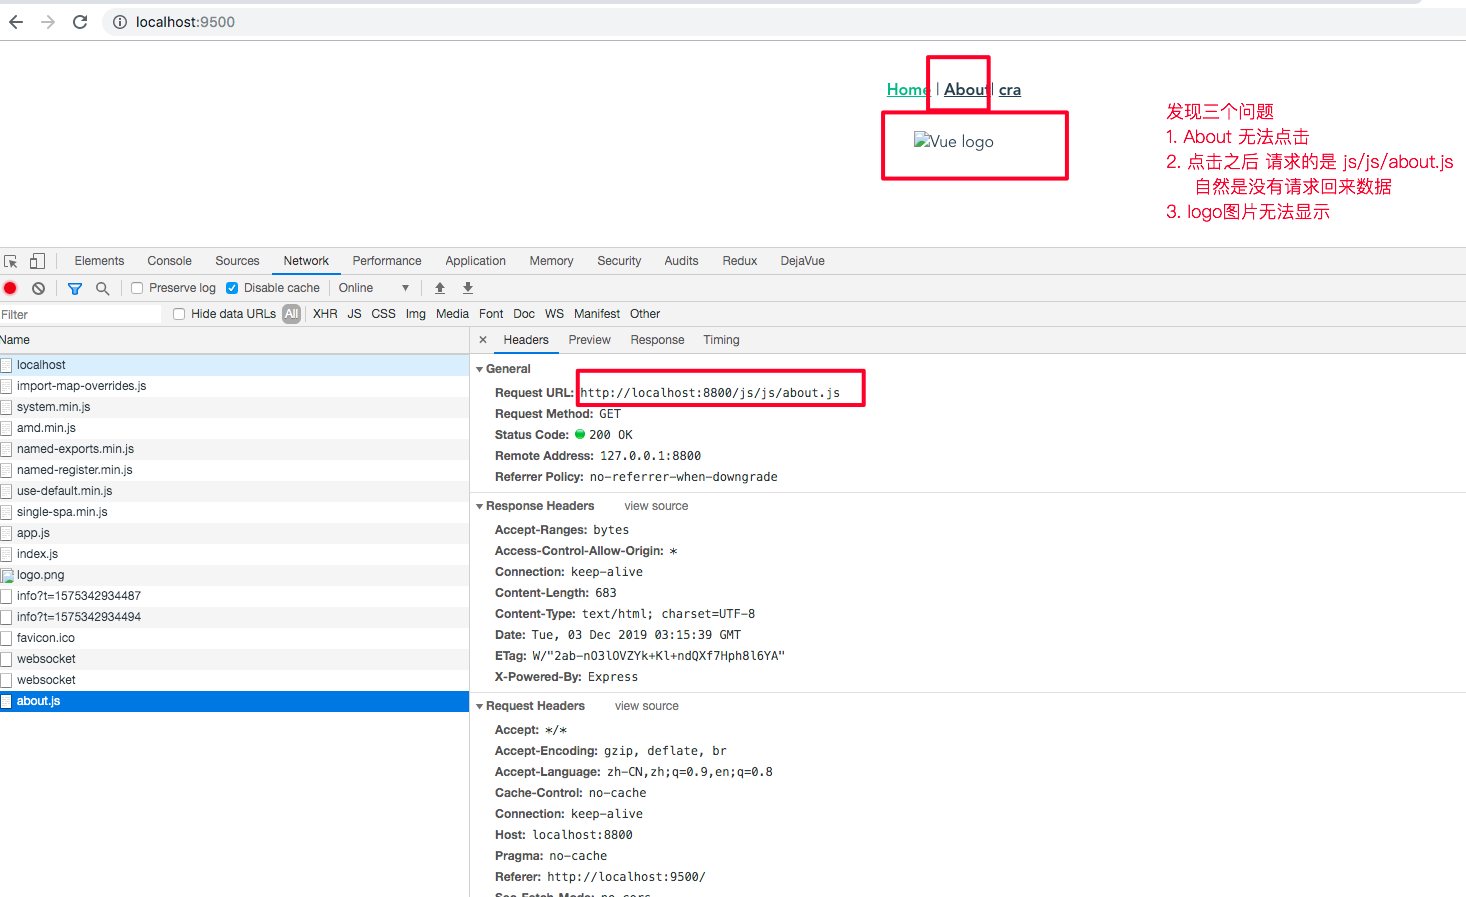 localhost:9500
Home | About | cra
Vue logo
发现三个问题
1. About 无法点击
2. 点击之后 请求的是 js/js/about.js
自然是没有请求回来数据
3. logo图片无法显示
Elements Console Sources Network Performance Application Memory Security Audits Redux DejaVue
Preserve log Disable cache Online
Filter Hide data URLs All XHR JS CSS Img Media Font Doc WS Manifest Other
Name
localhost
import-map-overrides.js
system.min.js
amd.min.js
named-exports.min.js
named-register.min.js
use-default.min.js
single-spa.min.js
app.js
index.js
logo.png
info?t=1575342934487
info?t=1575342934494
favicon.ico
websocket
websocket
about.js
× Headers Preview Response Timing
General
Request URL: http://localhost:8800/js/js/about.js
Request Method: GET
Status Code: 200 OK
Remote Address: 127.0.0.1:8800
Referrer Policy: no-referrer-when-downgrade
Response Headers view source
Accept-Ranges: bytes
Access-Control-Allow-Origin: *
Connection: keep-alive
Content-Length: 683
Content-Type: text/html; charset=UTF-8
Date: Tue, 03 Dec 2019 03:15:39 GMT
ETag: W/"2ab-nO3lOVZYk+Kl+ndQXf7Hph8l6YA"
X-Powered-By: Express
Request Headers view source
Accept: */*
Accept-Encoding: gzip, deflate, br
Accept-Language: zh-CN,zh;q=0.9,en;q=0.8
Cache-Control: no-cache
Connection: keep-alive
Host: localhost:8800
Pragma: no-cache
Referer: http://localhost:9500/
Sec-Fetch-Mode: no-cors